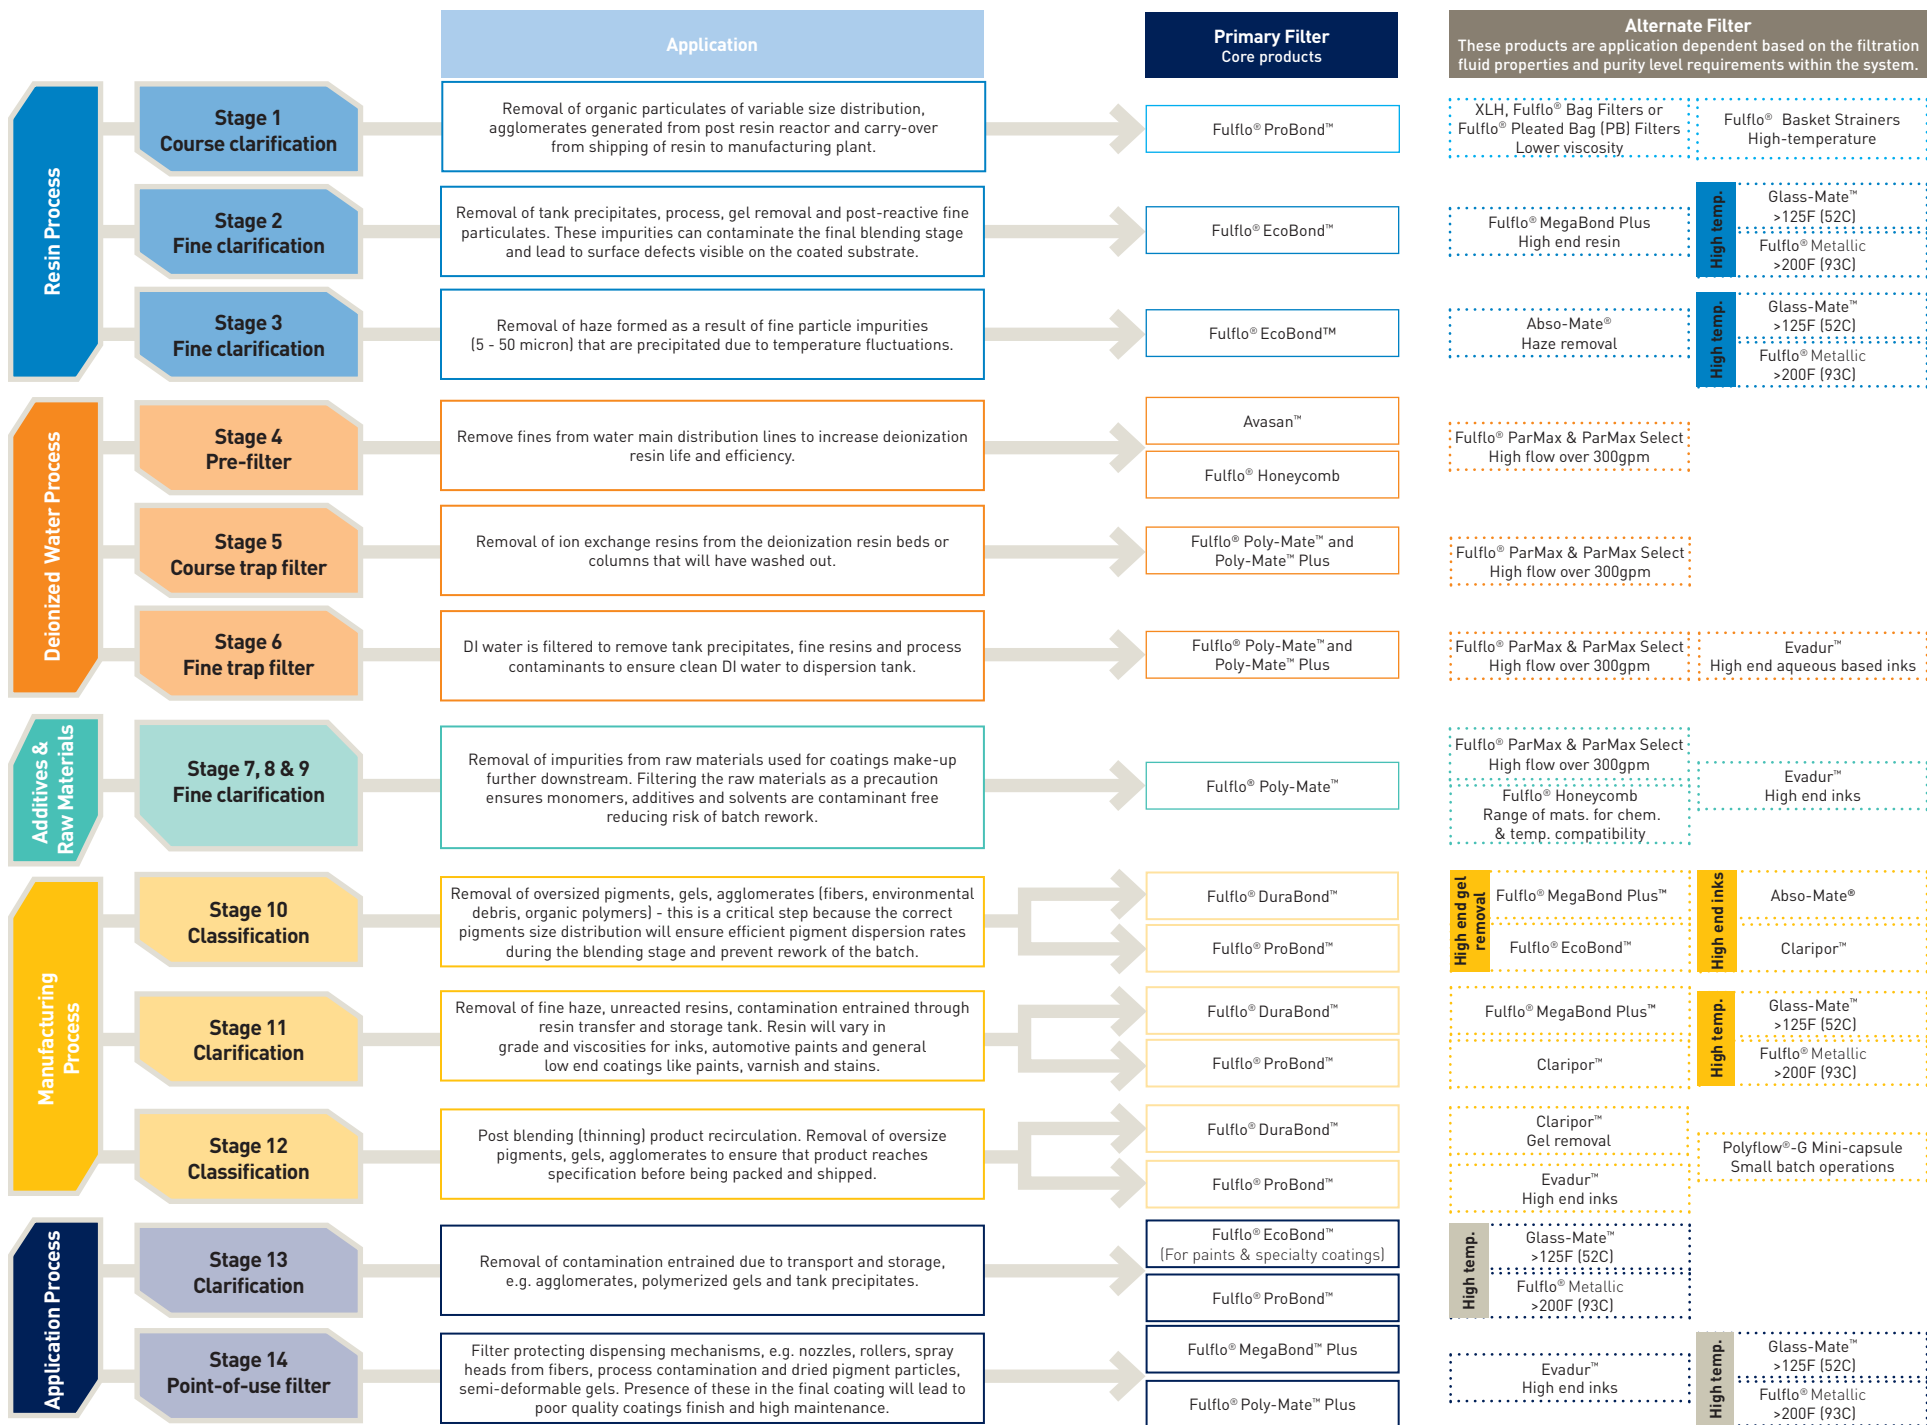 Application
Primary Filter
Core products
Alternate Filter
These products are application dependent based on the filtration
fluid properties and purity level requirements within the system.
Resin Process
Stage 1
Course clarification
Removal of organic particulates of variable size distribution,
agglomerates generated from post resin reactor and carry-over
from shipping of resin to manufacturing plant.
Fulflo® ProBond™
XLH, Fulflo® Bag Filters or
Fulflo® Pleated Bag (PB) Filters
Lower viscosity
Fulflo® Basket Strainers
High-temperature
Stage 2
Fine clarification
Removal of tank precipitates, process, gel removal and post-reactive fine
particulates. These impurities can contaminate the final blending stage
and lead to surface defects visible on the coated substrate.
Fulflo® EcoBond™
Fulflo® MegaBond Plus
High end resin
High temp.
Glass-Mate™
>125F (52C)
Fulflo® Metallic
>200F (93C)
Stage 3
Fine clarification
Removal of haze formed as a result of fine particle impurities
(5 - 50 micron) that are precipitated due to temperature fluctuations.
Fulflo® EcoBond™
Abso-Mate®
Haze removal
High temp.
Glass-Mate™
>125F (52C)
Fulflo® Metallic
>200F (93C)
Deionized Water Process
Stage 4
Pre-filter
Remove fines from water main distribution lines to increase deionization
resin life and efficiency.
Avasan™
Fulflo® Honeycomb
Fulflo® ParMax & ParMax Select
High flow over 300gpm
Stage 5
Course trap filter
Removal of ion exchange resins from the deionization resin beds or
columns that will have washed out.
Fulflo® Poly-Mate™ and
Poly-Mate™ Plus
Fulflo® ParMax & ParMax Select
High flow over 300gpm
Stage 6
Fine trap filter
DI water is filtered to remove tank precipitates, fine resins and process
contaminants to ensure clean DI water to dispersion tank.
Fulflo® Poly-Mate™ and
Poly-Mate™ Plus
Fulflo® ParMax & ParMax Select
High flow over 300gpm
Evadur™
High end aqueous based inks
Additives &
Raw Materials
Stage 7, 8 & 9
Fine clarification
Removal of impurities from raw materials used for coatings make-up
further downstream. Filtering the raw materials as a precaution
ensures monomers, additives and solvents are contaminant free
reducing risk of batch rework.
Fulflo® Poly-Mate™
Fulflo® ParMax & ParMax Select
High flow over 300gpm
Fulflo® Honeycomb
Range of mats. for chem.
& temp. compatibility
Evadur™
High end inks
Manufacturing
Process
Stage 10
Classification
Removal of oversized pigments, gels, agglomerates (fibers, environmental
debris, organic polymers) - this is a critical step because the correct
pigments size distribution will ensure efficient pigment dispersion rates
during the blending stage and prevent rework of the batch.
Fulflo® DuraBond™
Fulflo® ProBond™
High end gel
removal
Fulflo® MegaBond Plus™
Fulflo® EcoBond™
High end inks
Abso-Mate®
Claripor™
Stage 11
Clarification
Removal of fine haze, unreacted resins, contamination entrained through
resin transfer and storage tank. Resin will vary in
grade and viscosities for inks, automotive paints and general
low end coatings like paints, varnish and stains.
Fulflo® DuraBond™
Fulflo® ProBond™
Fulflo® MegaBond Plus™
Claripor™
High temp.
Glass-Mate™
>125F (52C)
Fulflo® Metallic
>200F (93C)
Stage 12
Classification
Post blending (thinning) product recirculation. Removal of oversize
pigments, gels, agglomerates to ensure that product reaches
specification before being packed and shipped.
Fulflo® DuraBond™
Fulflo® ProBond™
Claripor™
Gel removal
Evadur™
High end inks
Polyflow®-G Mini-capsule
Small batch operations
Application Process
Stage 13
Clarification
Removal of contamination entrained due to transport and storage,
e.g. agglomerates, polymerized gels and tank precipitates.
Fulflo® EcoBond™
(For paints & specialty coatings)
Fulflo® ProBond™
High temp.
Glass-Mate™
>125F (52C)
Fulflo® Metallic
>200F (93C)
Stage 14
Point-of-use filter
Filter protecting dispensing mechanisms, e.g. nozzles, rollers, spray
heads from fibers, process contamination and dried pigment particles,
semi-deformable gels. Presence of these in the final coating will lead to
poor quality coatings finish and high maintenance.
Fulflo® MegaBond™ Plus
Fulflo® Poly-Mate™ Plus
Evadur™
High end inks
High temp.
Glass-Mate™
>125F (52C)
Fulflo® Metallic
>200F (93C)